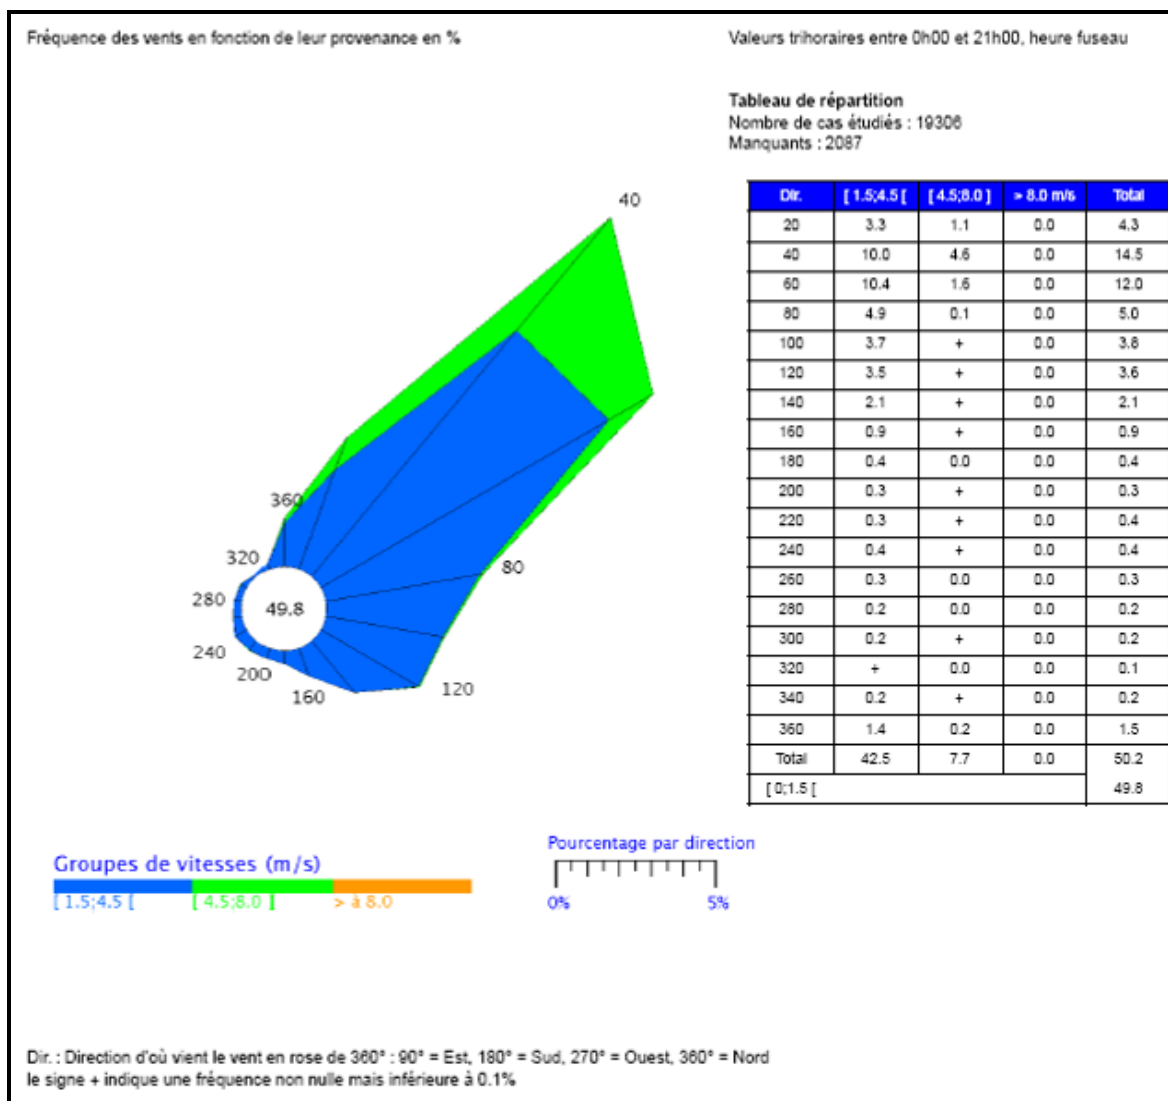 Fréquence des vents en fonction de leur provenance en %
Valeurs trihoraires entre 0h00 et 21h00, heure fuseau
Tableau de répartition
Nombre de cas étudiés : 19306
Manquants : 2087
Dir. [ 1.5;4.5 [ [ 4.5;8.0 ] > 8.0 m/s Total
20 3.3 1.1 0.0 4.3
40 10.0 4.6 0.0 14.5
60 10.4 1.6 0.0 12.0
80 4.9 0.1 0.0 5.0
100 3.7 + 0.0 3.8
120 3.5 + 0.0 3.6
140 2.1 + 0.0 2.1
160 0.9 + 0.0 0.9
180 0.4 0.0 0.0 0.4
200 0.3 + 0.0 0.3
220 0.3 + 0.0 0.4
240 0.4 + 0.0 0.4
260 0.3 0.0 0.0 0.3
280 0.2 0.0 0.0 0.2
300 0.2 + 0.0 0.2
320 + 0.0 0.0 0.1
340 0.2 + 0.0 0.2
360 1.4 0.2 0.0 1.5
Total 42.5 7.7 0.0 50.2
[ 0;1.5 [ 49.8
40
360
320
80
280
49.8
240
200
160
120
Groupes de vitesses (m/s)
[ 1.5;4.5 [ [ 4.5;8.0 ] > à 8.0
Pourcentage par direction
0% 5%
Dir. : Direction d'où vient le vent en rose de 360° : 90° = Est, 180° = Sud, 270° = Ouest, 360° = Nord
le signe + indique une fréquence non nulle mais inférieure à 0.1%